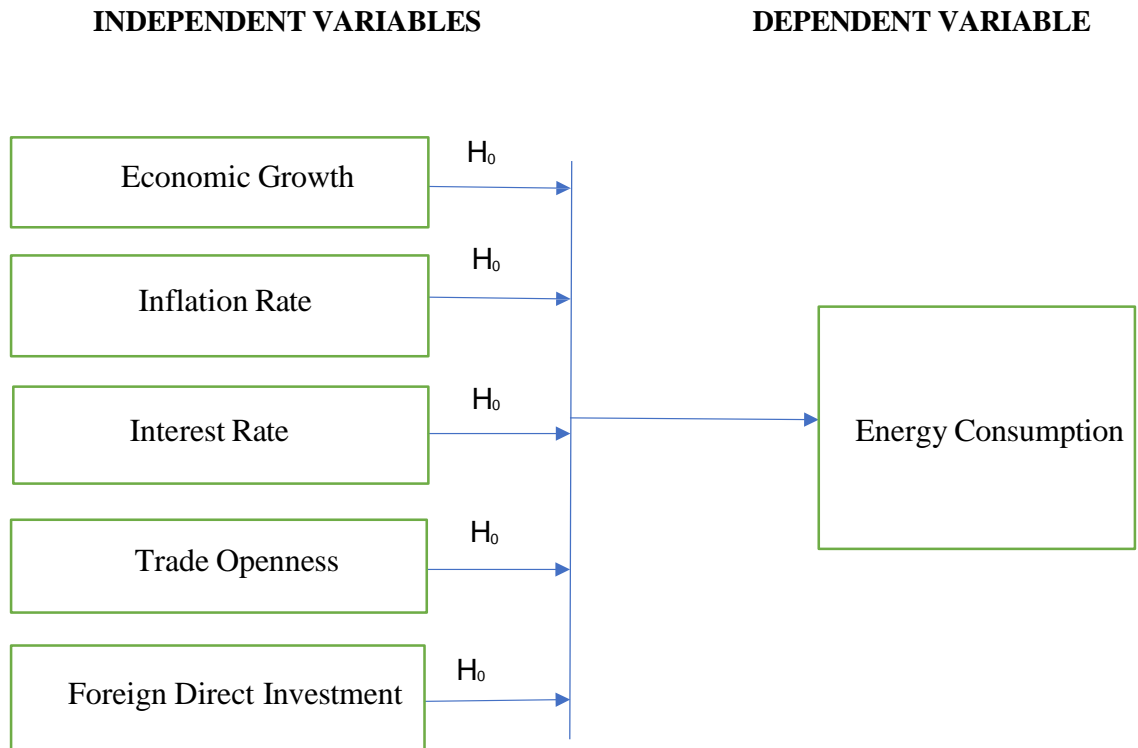 INDEPENDENT VARIABLES
DEPENDENT VARIABLE
H₀
Economic Growth
H₀
Inflation Rate
H₀
Interest Rate
Energy Consumption
H₀
Trade Openness
H₀
Foreign Direct Investment